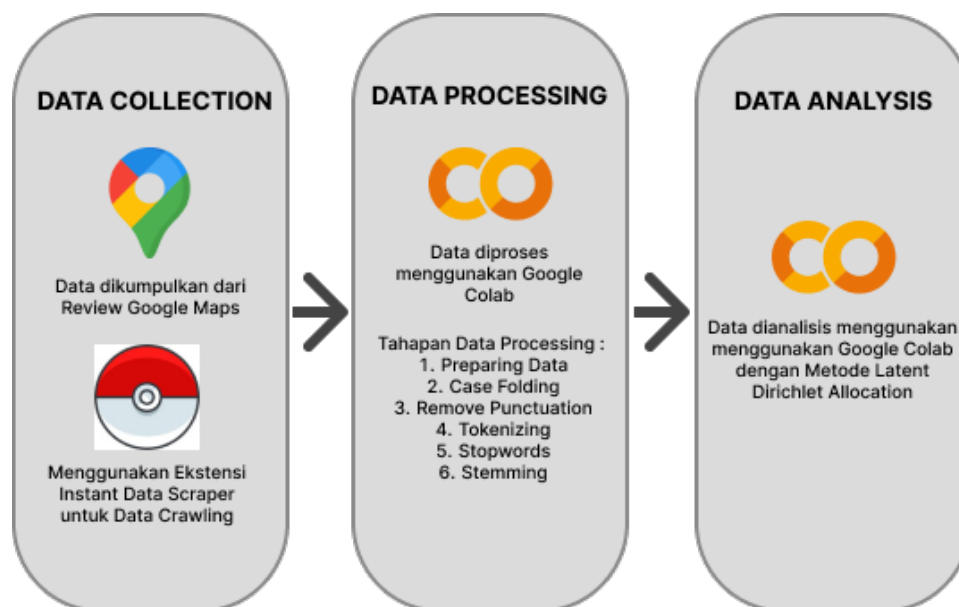 DATA COLLECTION
Data dikumpulkan dari
Review Google Maps
Menggunakan Ekstensi
Instant Data Scraper
untuk Data Crawling
DATA PROCESSING
Data diproses
menggunakan Google
Colab
Tahapan Data Processing :
1. Preparing Data
2. Case Folding
3. Remove Punctuation
4. Tokenizing
5. Stopwords
6. Stemming
DATA ANALYSIS
Data dianalisis menggunakan
menggunakan Google Colab
dengan Metode Latent
Dirichlet Allocation